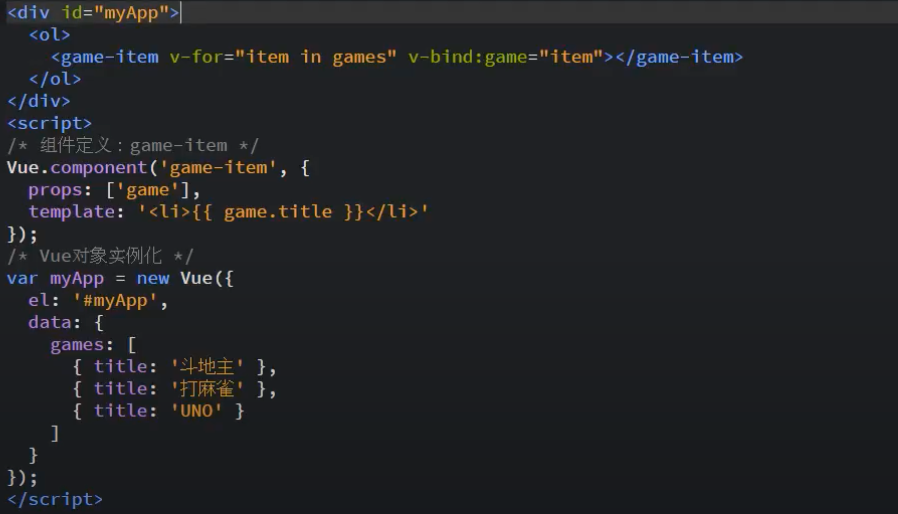 <div id="myApp">
  <ol>
    <game-item v-for="item in games" v-bind:game="item"></game-item>
  </ol>
</div>
<script>
/* 组件定义：game-item */
Vue.component('game-item', {
  props: ['game'],
  template: '<li>{{ game.title }}</li>'
});
/* Vue对象实例化 */
var myApp = new Vue({
  el: '#myApp',
  data: {
    games: [
      { title: '斗地主' },
      { title: '打麻雀' },
      { title: 'UNO' }
    ]
  }
});
</script>